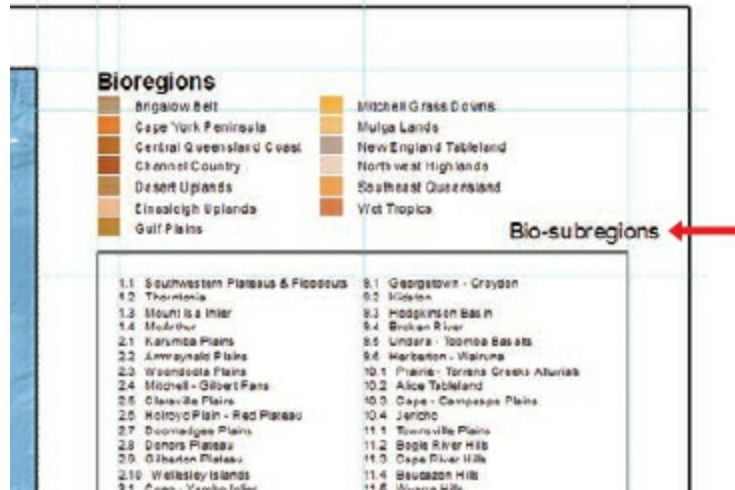 Bioregions
Brigalow Belt
Cape York Peninsula
Central Queensland Coast
Channel Country
Desert Uplands
Einasleigh Uplands
Gulf Plains
Mitchell Grass Downs
Mulga Lands
New England Tableland
Northwest Highlands
Southeast Queensland
Wet Tropics
Bio-subregions
1.1 Southwestern Plateaus & Floodouts
1.2 Thorntonia
1.3 Mount Isa Inlier
1.4 McArthur
2.1 Karumba Plains
2.2 Armraynald Plains
2.3 Woondoola Plains
2.4 Mitchell - Gilbert Fans
2.5 Claraville Plains
2.6 Holroyd Plain - Red Plateau
2.7 Doomadgee Plains
2.8 Donors Plateau
2.9 Gilberton Plateau
2.10 Wellesley Islands
9.1 Georgetown - Croydon
9.2 Kidston
9.3 Hodgkinson Basin
9.4 Broken River
9.5 Undara - Toomba Basalts
9.6 Herberton - Wairuna
10.1 Prairie - Torrens Creeks Alluvials
10.2 Alice Tableland
10.3 Cape - Campaspe Plains
10.4 Jericho
11.1 Townsville Plains
11.2 Bogie River Hills
11.3 Cape River Hills
11.4 Beucazon Hills